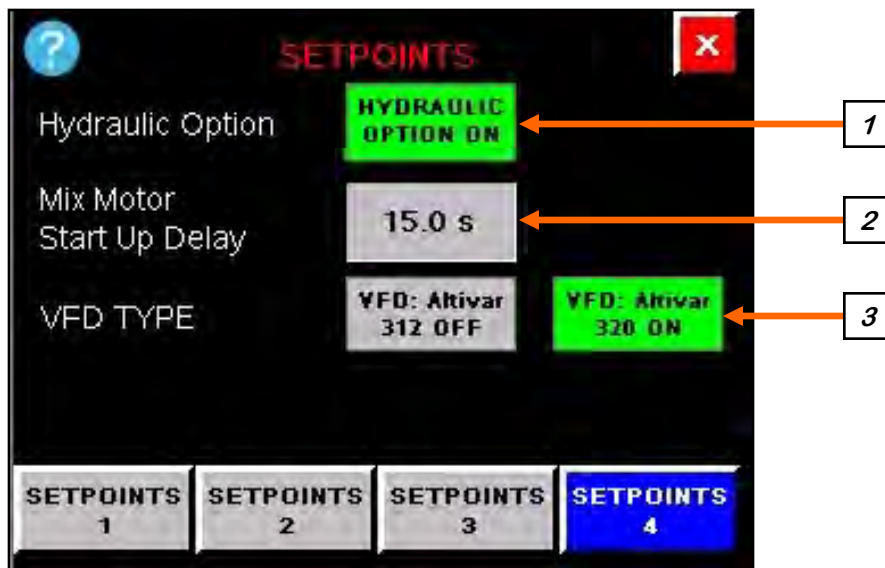 ?
SETPOINTS
X
Hydraulic Option
HYDRAULIC
OPTION ON
1
Mix Motor
Start Up Delay
15.0 s
2
VFD TYPE
VFD: Altivar
312 OFF
VFD: Altivar
320 ON
3
SETPOINTS
1
SETPOINTS
2
SETPOINTS
3
SETPOINTS
4